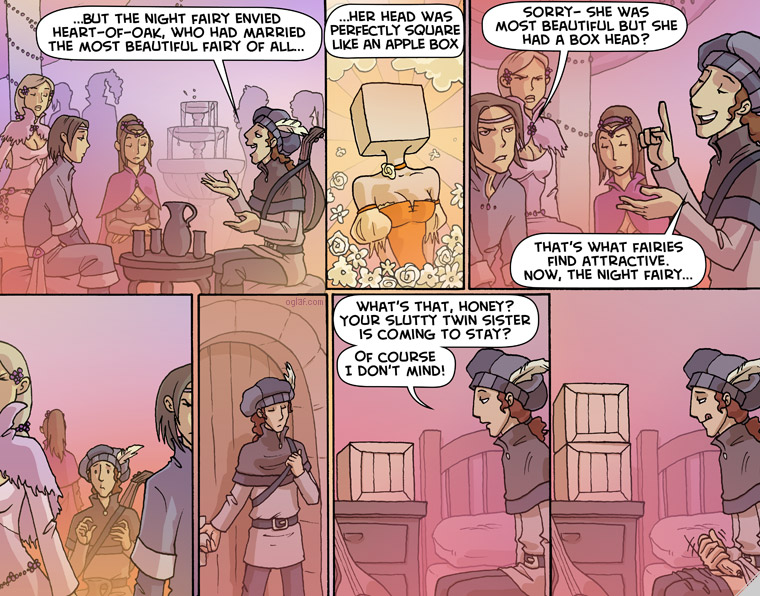 ...BUT THE NIGHT FAIRY ENVIED
HEART-OF-OAK, WHO HAD MARRIED
THE MOST BEAUTIFUL FAIRY OF ALL...
...HER HEAD WAS
PERFECTLY SQUARE
LIKE AN APPLE BOX
SORRY- SHE WAS
MOST BEAUTIFUL BUT SHE
HAD A BOX HEAD?
THAT'S WHAT FAIRIES
FIND ATTRACTIVE.
NOW, THE NIGHT FAIRY...
oglaf.com
WHAT'S THAT, HONEY?
YOUR SLUTTY TWIN SISTER
IS COMING TO STAY?
OF COURSE
I DON'T MIND!